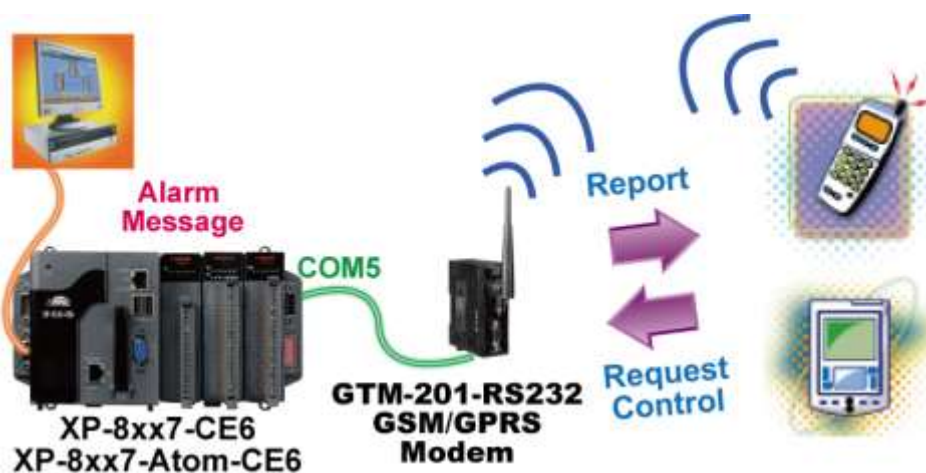 Alarm
Message
COM5
Report
Request
Control
XP-8xx7-CE6
XP-8xx7-Atom-CE6
GTM-201-RS232
GSM/GPRS
Modem